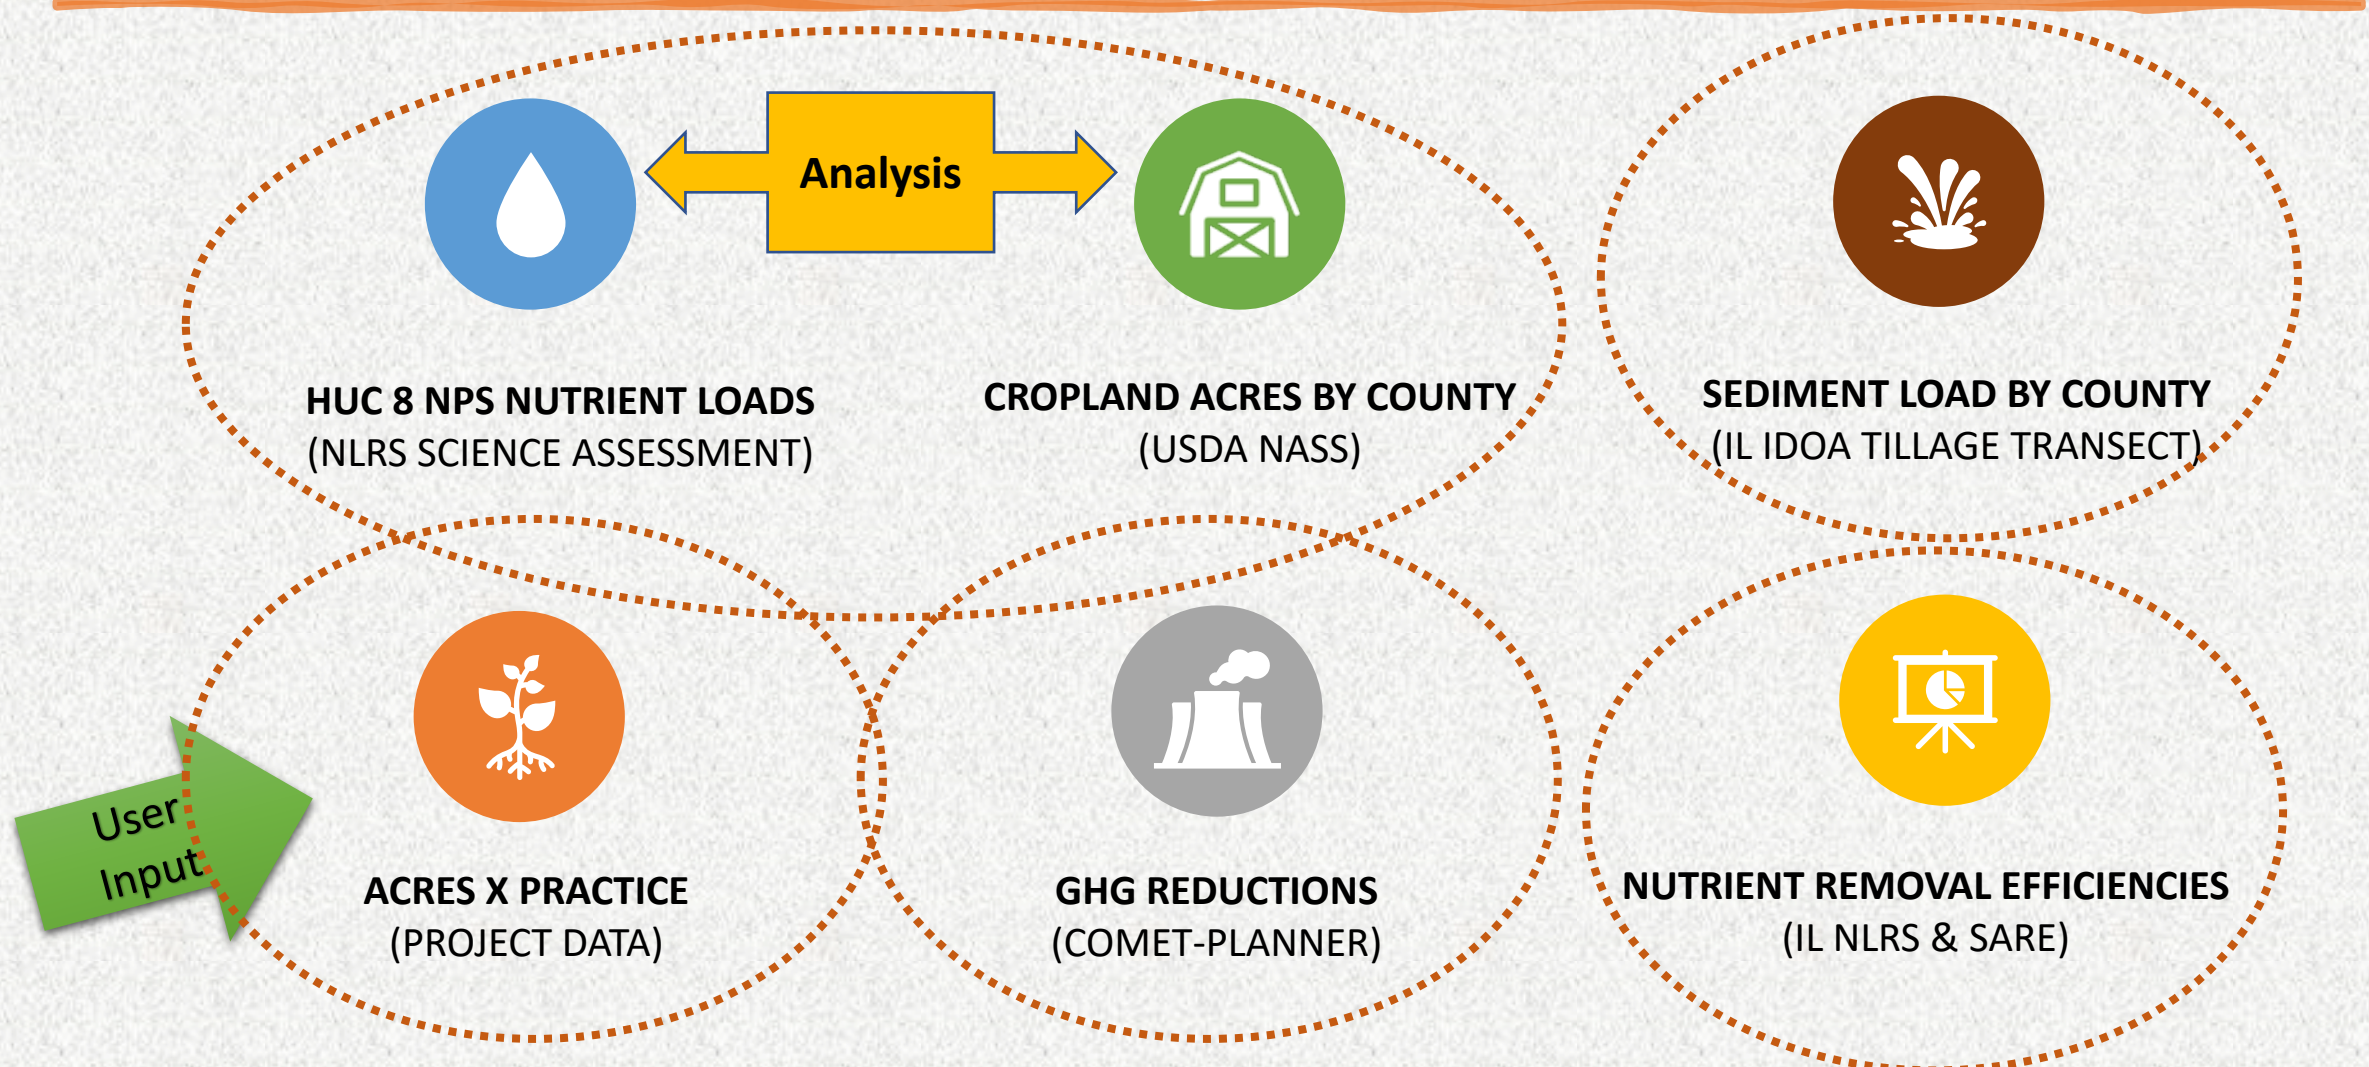 Analysis
HUC 8 NPS NUTRIENT LOADS
(NLRS SCIENCE ASSESSMENT)
CROPLAND ACRES BY COUNTY
(USDA NASS)
SEDIMENT LOAD BY COUNTY
(IL IDOA TILLAGE TRANSECT)
User
Input
ACRES X PRACTICE
(PROJECT DATA)
GHG REDUCTIONS
(COMET-PLANNER)
NUTRIENT REMOVAL EFFICIENCIES
(IL NLRS & SARE)